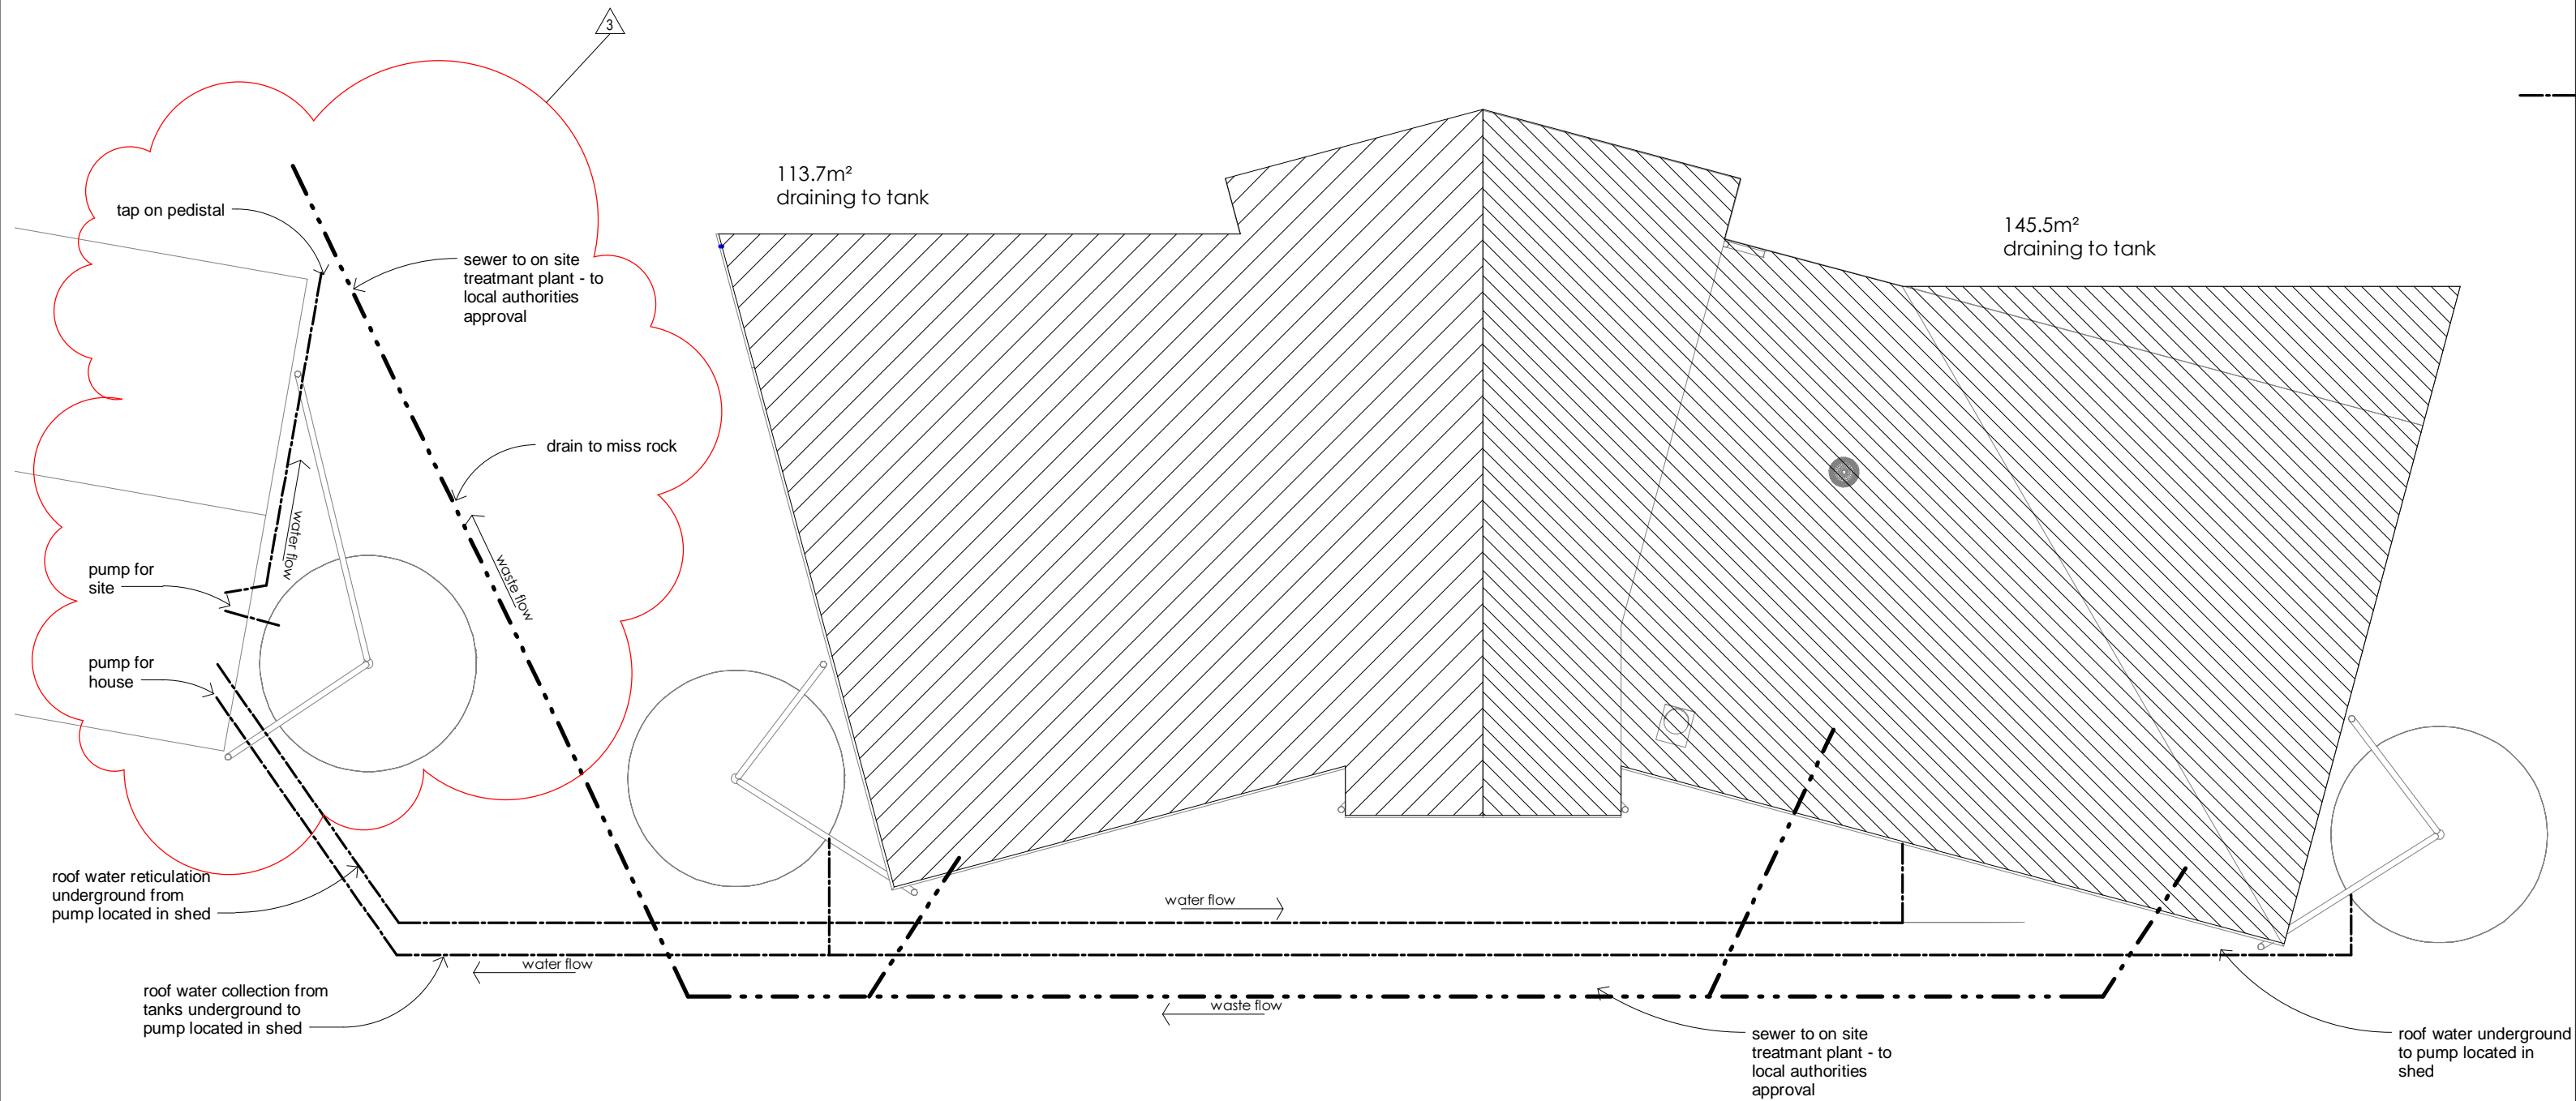 3
113.7m²
draining to tank
145.5m²
draining to tank
tap on pedistal
sewer to on site
treatmant plant - to
local authorities
approval
drain to miss rock
water flow
waste flow
pump for
site
pump for
house
roof water reticulation
underground from
pump located in shed
water flow
water flow
roof water collection from
tanks underground to
pump located in shed
waste flow
sewer to on site
treatmant plant - to
local authorities
approval
roof water underground
to pump located in
shed